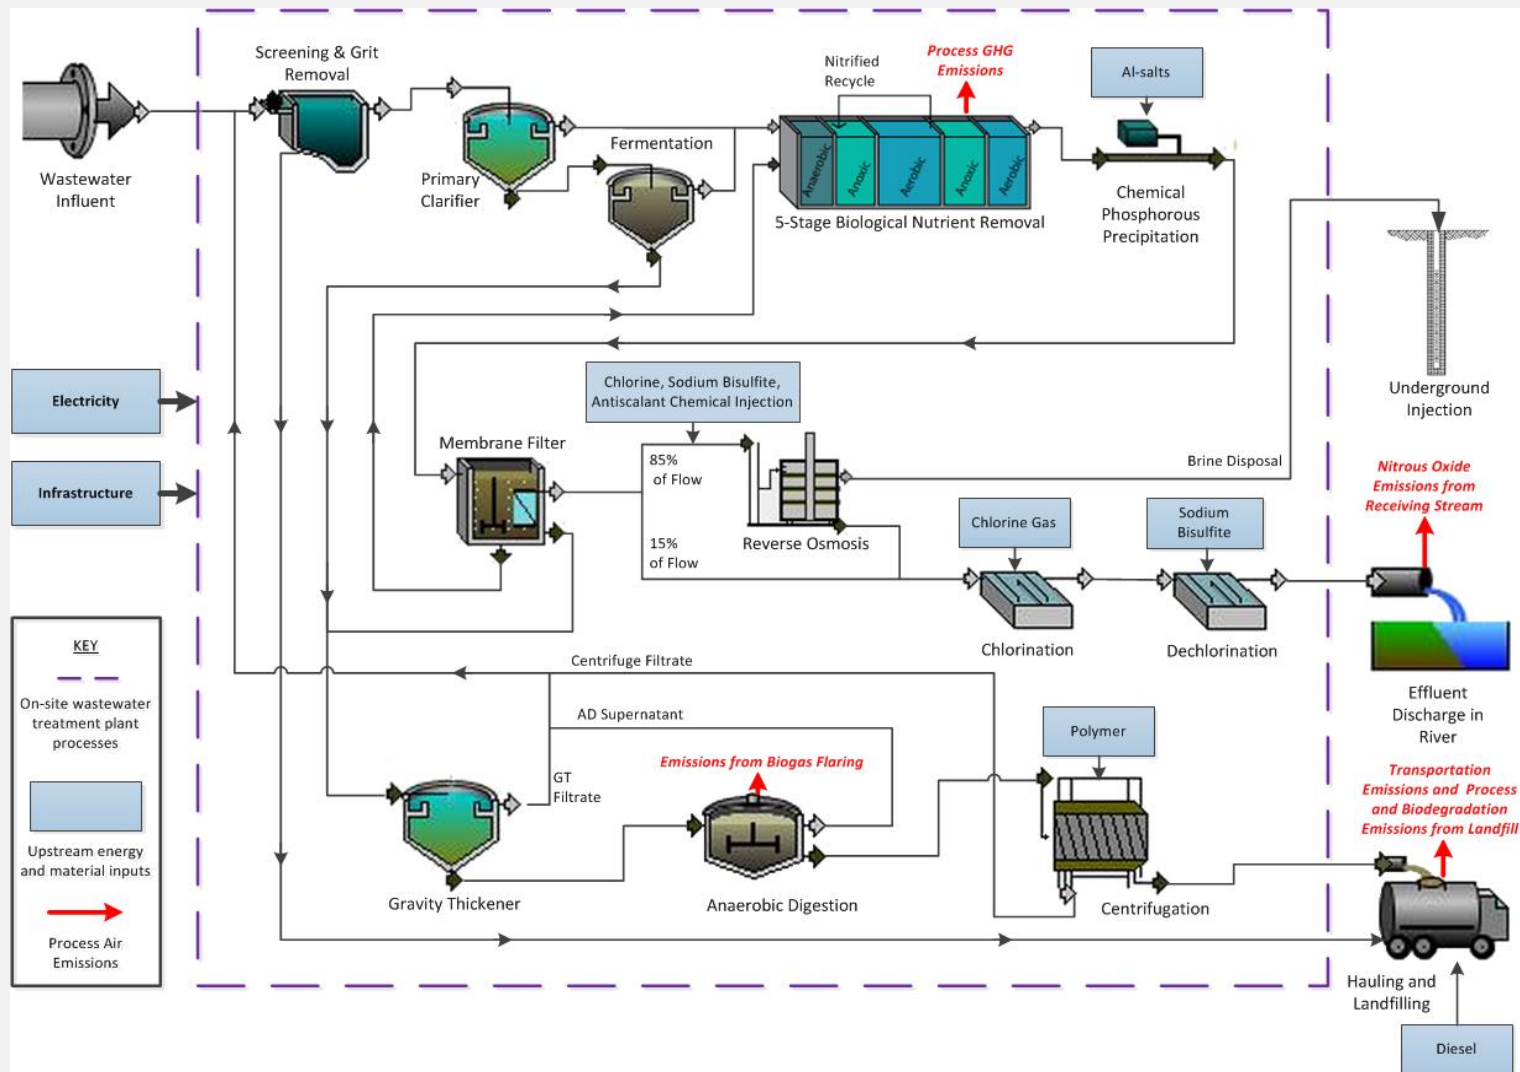 Screening & Grit
Removal
Wastewater
Influent
Primary
Clarifier
Fermentation
Nitrified
Recycle
Process GHG
Emissions
Anaerobic
Anoxic
Aerobic
Anoxic
Aerobic
5-Stage Biological Nutrient Removal
Al-salts
Chemical
Phosphorous
Precipitation
Underground
Injection
Electricity
Infrastructure
Chlorine, Sodium Bisulfite,
Antiscalant Chemical Injection
Membrane Filter
85%
of Flow
15%
of Flow
Reverse Osmosis
Brine Disposal
Chlorine Gas
Sodium
Bisulfite
Chlorination
Dechlorination
Nitrous Oxide
Emissions from
Receiving Stream
Effluent
Discharge in
River
KEY
On-site wastewater
treatment plant
processes
Upstream energy
and material inputs
Process Air
Emissions
Centrifuge Filtrate
AD Supernatant
GT
Filtrate
Gravity Thickener
Emissions from Biogas Flaring
Anaerobic Digestion
Polymer
Centrifugation
Transportation
Emissions and Process
and Biodegradation
Emissions from Landfill
Hauling and
Landfilling
Diesel